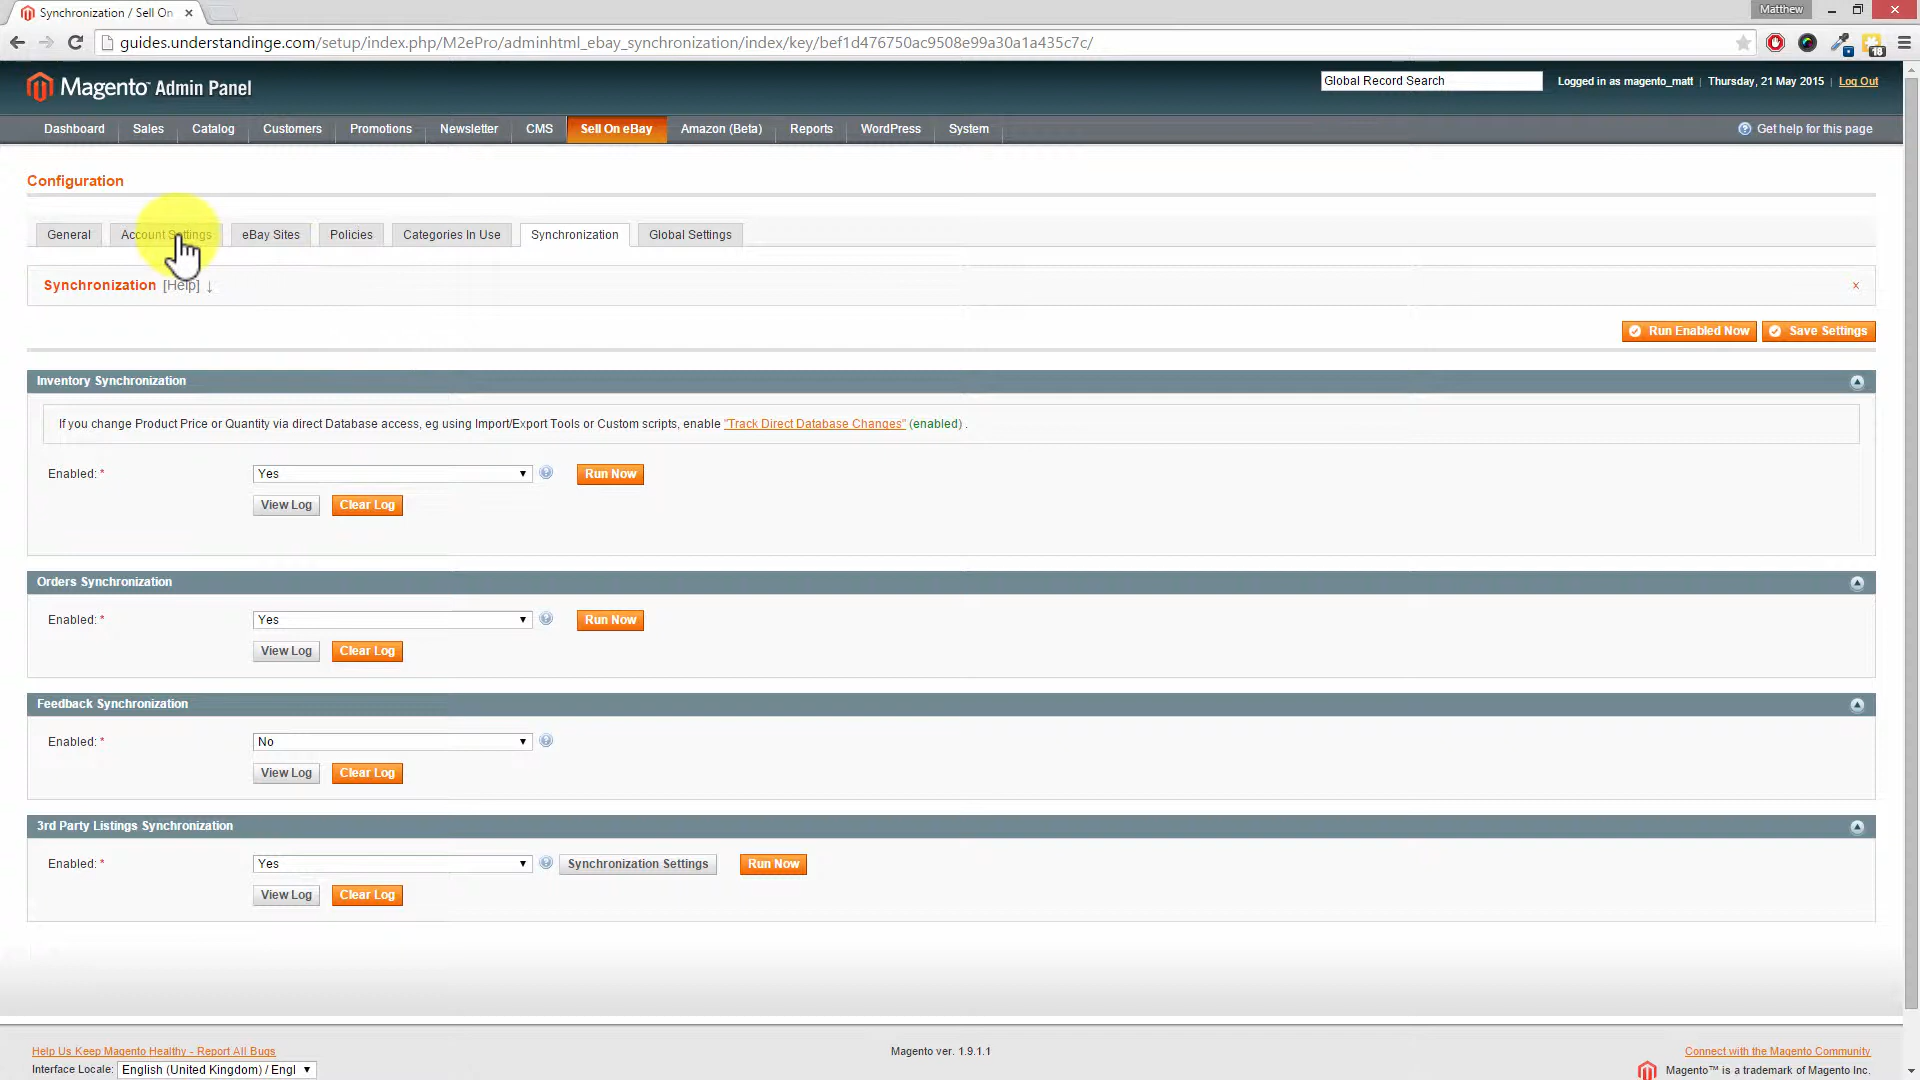 Synchronization / Sell On
Matthew
guides.understandinge.com/setup/index.php/M2ePro/adminhtml_ebay_synchronization/index/key/bef1d476750ac9508e99a30a1a435c7c/
18
Magento™ Admin Panel
Global Record Search
Logged in as magento_matt | Thursday, 21 May 2015 | Log Out
Dashboard Sales Catalog Customers Promotions Newsletter CMS Sell On eBay Amazon (Beta) Reports WordPress System Get help for this page
Configuration
General Account Settings eBay Sites Policies Categories In Use Synchronization Global Settings
Synchronization [Help] ↓ x
Run Enabled Now Save Settings
Inventory Synchronization
If you change Product Price or Quantity via direct Database access, eg using Import/Export Tools or Custom scripts, enable "Track Direct Database Changes" (enabled) .
Enabled: * Yes Run Now
View Log Clear Log
Orders Synchronization
Enabled: * Yes Run Now
View Log Clear Log
Feedback Synchronization
Enabled: * No
View Log Clear Log
3rd Party Listings Synchronization
Enabled: * Yes Synchronization Settings Run Now
View Log Clear Log
Help Us Keep Magento Healthy - Report All Bugs Magento ver. 1.9.1.1 Connect with the Magento Community
Interface Locale: English (United Kingdom) / Engl Magento™ is a trademark of Magento Inc.